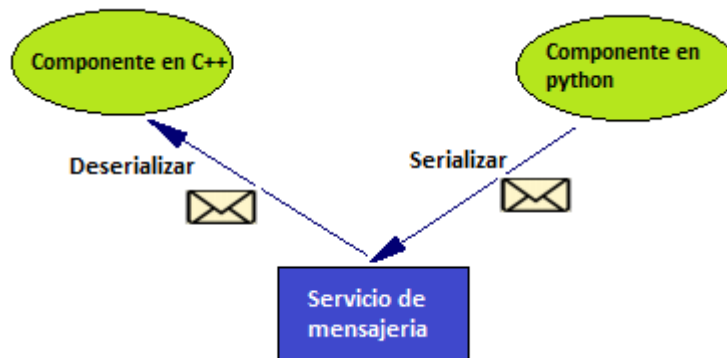 Componente en C++
Componente en
python
Deserializar
Serializar
Servicio de
mensajeria